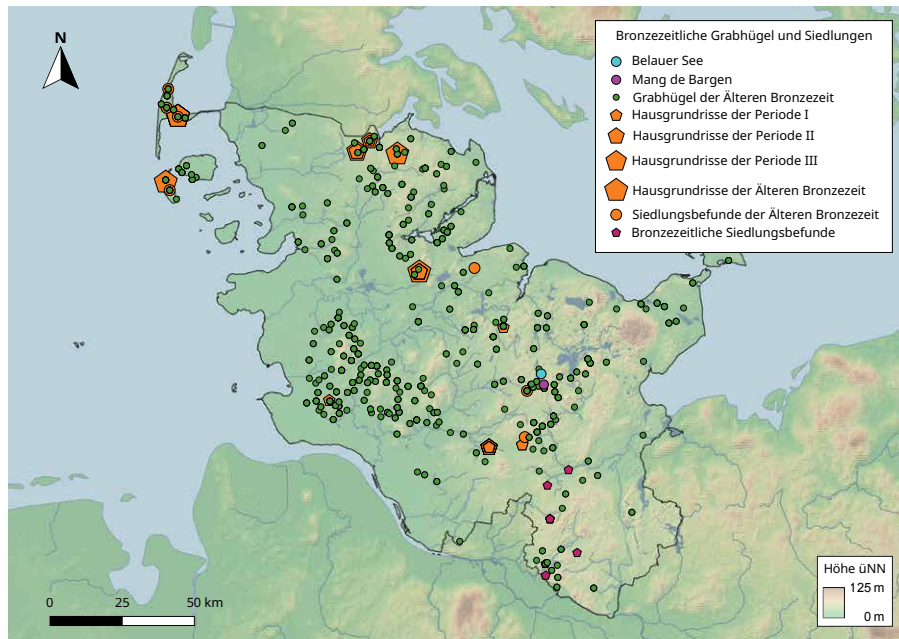 N
Bronzezeitliche Grabhügel und Siedlungen
Belauer See
Mang de Bargen
Grabhügel der Älteren Bronzezeit
Hausgrundrisse der Periode I
Hausgrundrisse der Periode II
Hausgrundrisse der Periode III
Hausgrundrisse der Älteren Bronzezeit
Siedlungsbefunde der Älteren Bronzezeit
Bronzezeitliche Siedlungsbefunde
Höhe üNN
125 m
0 m
0 25 50 km